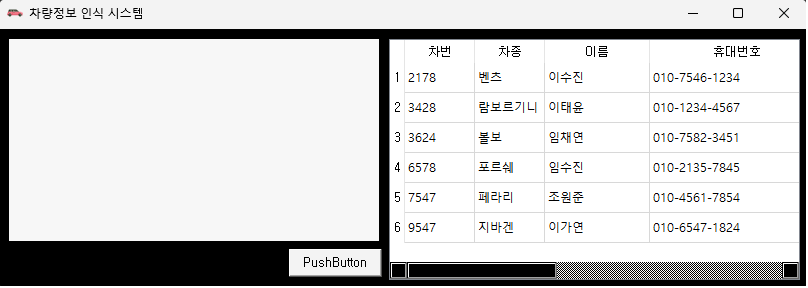 차량정보 인식 시스템
차번 차종 이름 휴대번호
1 2178 벤츠 이수진 010-7546-1234
2 3428 람보르기니 이태윤 010-1234-4567
3 3624 볼보 임채연 010-7582-3451
4 6578 포르쉐 임수진 010-2135-7845
5 7547 페라리 조원준 010-4561-7854
6 9547 지바겐 이가연 010-6547-1824
PushButton